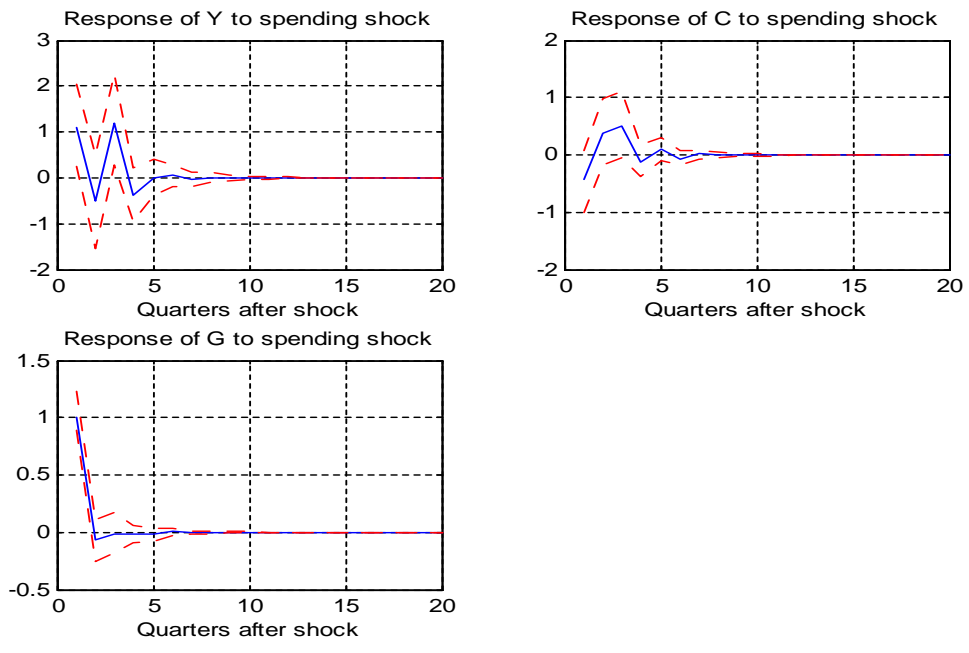 Response of Y to spending shock
3
2
1
0
-1
-2
0 5 10 15 20
Quarters after shock
Response of C to spending shock
2
1
0
-1
-2
0 5 10 15 20
Quarters after shock
Response of G to spending shock
1.5
1
0.5
0
-0.5
0 5 10 15 20
Quarters after shock